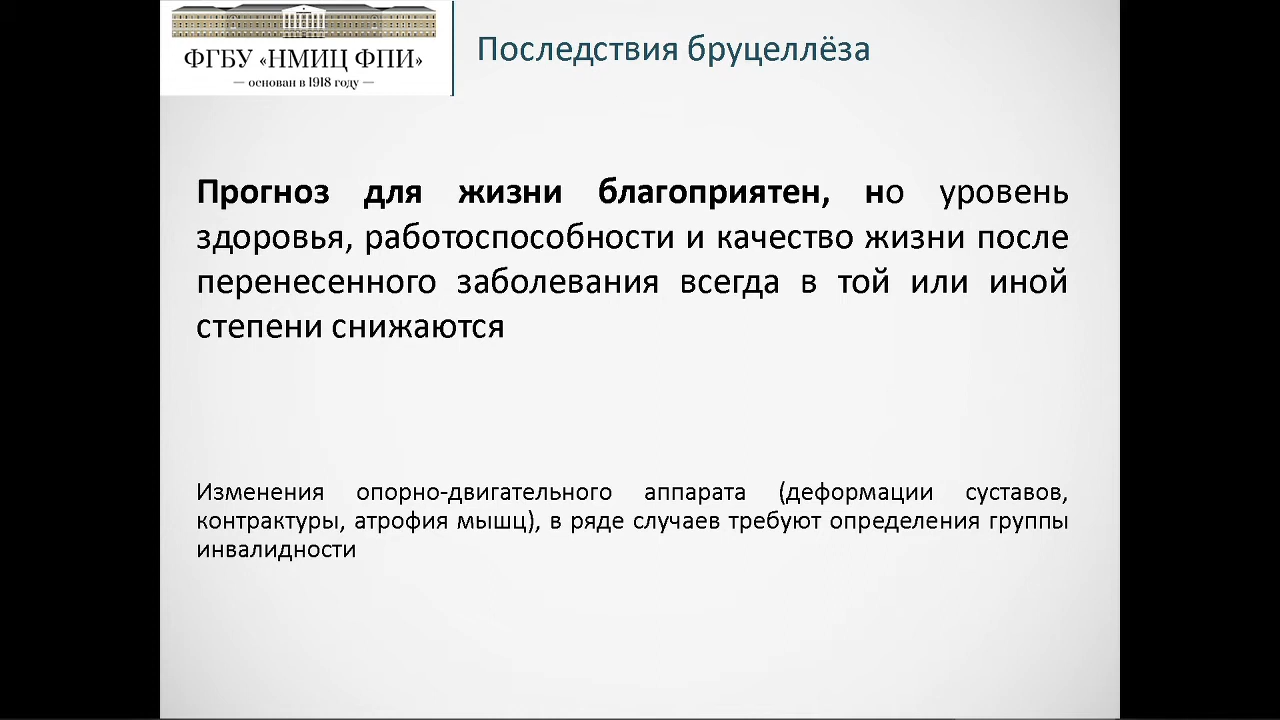 ФГБУ «НМИЦ ФПИ»
— основан в 1918 году —
Последствия бруцеллёза
Прогноз для жизни благоприятен, но уровень
здоровья, работоспособности и качество жизни после
перенесенного заболевания всегда в той или иной
степени снижаются
Изменения опорно-двигательного аппарата (деформации суставов,
контрактуры, атрофия мышц), в ряде случаев требуют определения группы
инвалидности